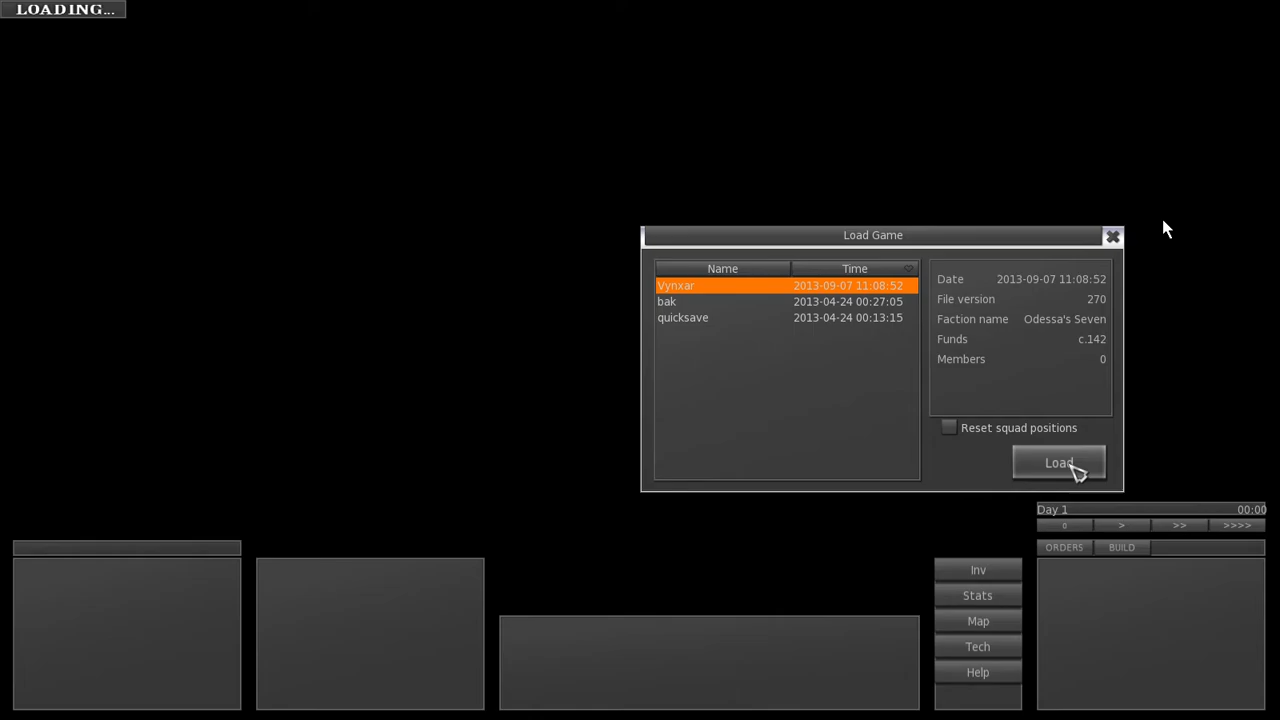 LOADING...
Load Game
Name Time
Vynxar 2013-09-07 11:08:52
bak 2013-04-24 00:27:05
quicksave 2013-04-24 00:13:15
Date 2013-09-07 11:08:52
File version 270
Faction name Odessa's Seven
Funds c.142
Members 0
Reset squad positions
Load
Day 1 00:00
0 > >> >>>>
ORDERS BUILD
Inv
Stats
Map
Tech
Help